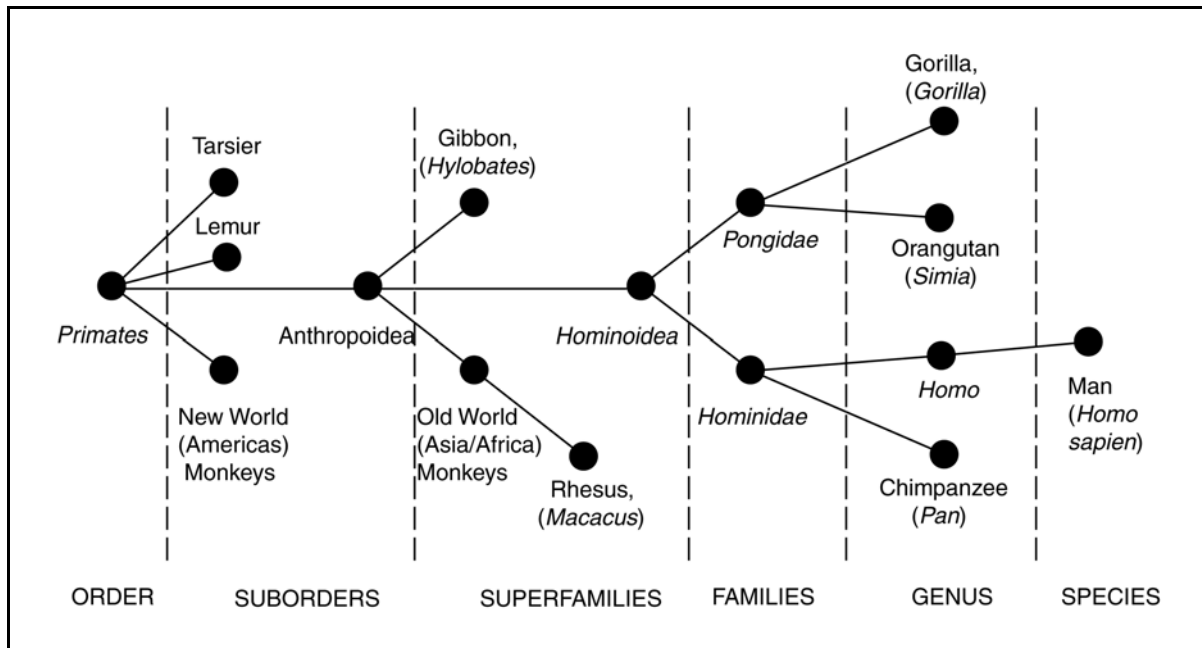 Gorilla,
(Gorilla)
Tarsier
Gibbon,
(Hylobates)
Lemur
Pongidae
Orangutan
(Simia)
Primates
Anthropoidea
Hominoidea
New World
(Americas)
Monkeys
Old World
(Asia/Africa)
Monkeys
Rhesus,
(Macacus)
Hominidae
Homo
Man
(Homo
sapien)
Chimpanzee
(Pan)
ORDER
SUBORDERS
SUPERFAMILIES
FAMILIES
GENUS
SPECIES